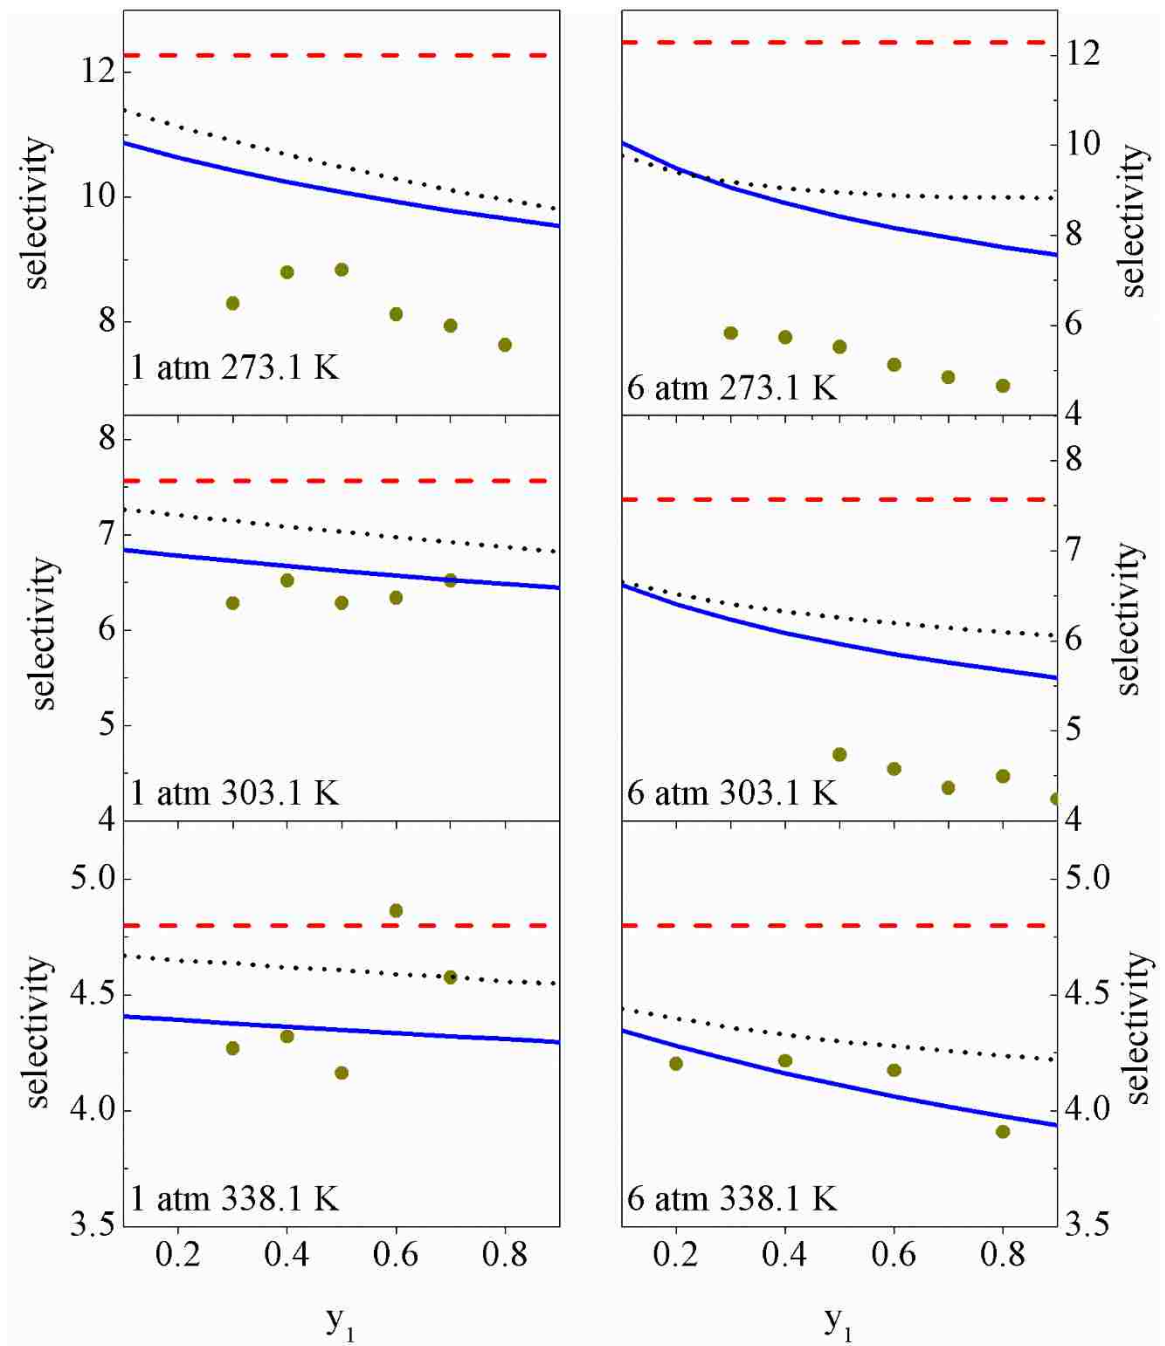 12
10
8
selectivity
1 atm 273.1 K
12
10
8
6
4
selectivity
6 atm 273.1 K
8
7
6
5
4
selectivity
1 atm 303.1 K
8
7
6
5
4
selectivity
6 atm 303.1 K
5.0
4.5
4.0
3.5
selectivity
1 atm 338.1 K
5.0
4.5
4.0
3.5
selectivity
6 atm 338.1 K
0.2 0.4 0.6 0.8
0.2 0.4 0.6 0.8
y₁
y₁